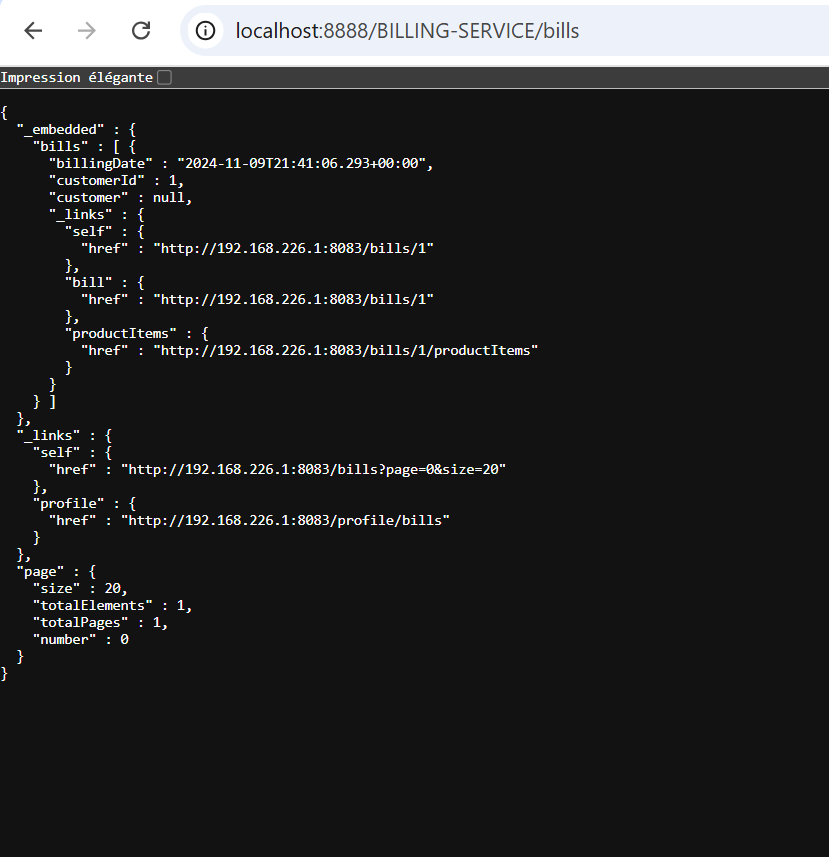 localhost:8888/BILLING-SERVICE/bills
Impression élégante
{
  "_embedded" : {
    "bills" : [ {
      "billingDate" : "2024-11-09T21:41:06.293+00:00",
      "customerId" : 1,
      "customer" : null,
      "_links" : {
        "self" : {
          "href" : "http://192.168.226.1:8083/bills/1"
        },
        "bill" : {
          "href" : "http://192.168.226.1:8083/bills/1"
        },
        "productItems" : {
          "href" : "http://192.168.226.1:8083/bills/1/productItems"
        }
      }
    } ]
  },
  "_links" : {
    "self" : {
      "href" : "http://192.168.226.1:8083/bills?page=0&size=20"
    },
    "profile" : {
      "href" : "http://192.168.226.1:8083/profile/bills"
    }
  },
  "page" : {
    "size" : 20,
    "totalElements" : 1,
    "totalPages" : 1,
    "number" : 0
  }
}